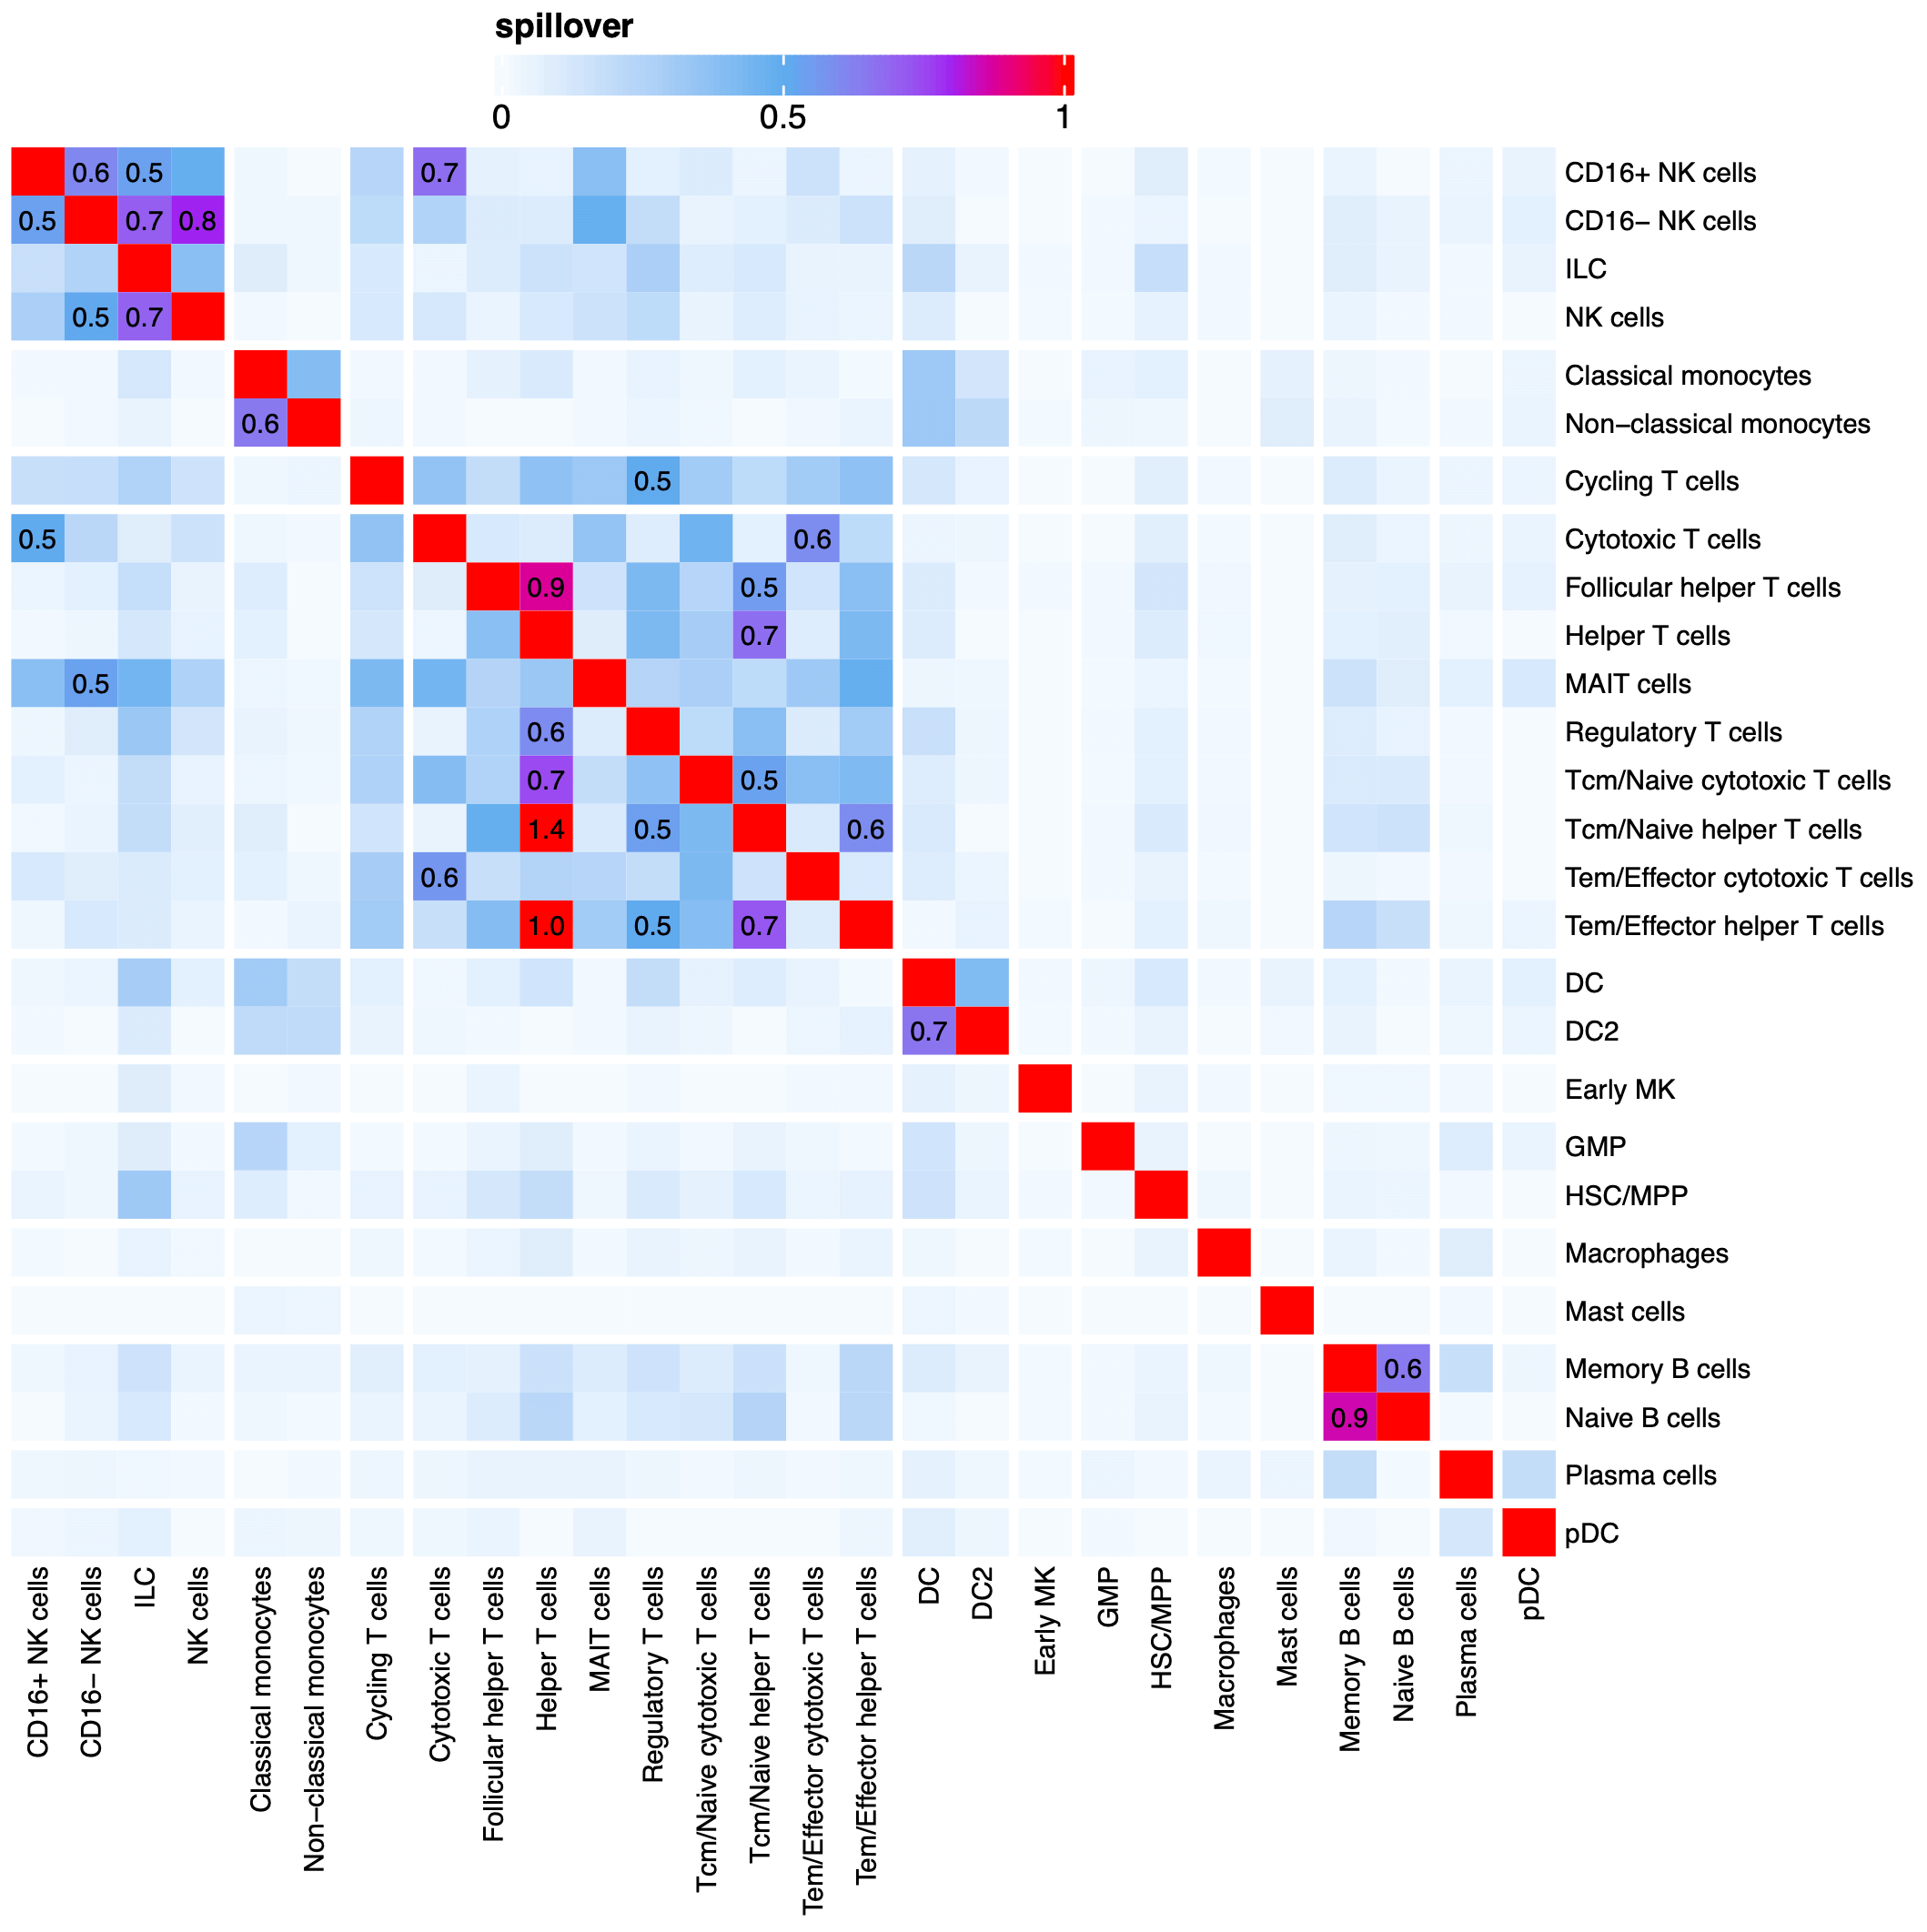 spillover
0 0.5 1
0.6 0.5 0.7 CD16+ NK cells
0.5 0.7 0.8 CD16− NK cells
ILC
0.5 0.7 NK cells
Classical monocytes
0.6 Non−classical monocytes
0.5 Cycling T cells
0.5 0.6 Cytotoxic T cells
0.9 0.5 Follicular helper T cells
0.7 Helper T cells
0.5 MAIT cells
0.6 Regulatory T cells
0.7 0.5 Tcm/Naive cytotoxic T cells
1.4 0.5 0.6 Tcm/Naive helper T cells
0.6 Tem/Effector cytotoxic T cells
1.0 0.5 0.7 Tem/Effector helper T cells
DC
0.7 DC2
Early MK
GMP
HSC/MPP
Macrophages
Mast cells
0.6 Memory B cells
0.9 Naive B cells
Plasma cells
pDC
CD16+ NK cells
CD16− NK cells
ILC
NK cells
Classical monocytes
Non−classical monocytes
Cycling T cells
Cytotoxic T cells
Follicular helper T cells
Helper T cells
MAIT cells
Regulatory T cells
Tcm/Naive cytotoxic T cells
Tcm/Naive helper T cells
Tem/Effector cytotoxic T cells
Tem/Effector helper T cells
DC
DC2
Early MK
GMP
HSC/MPP
Macrophages
Mast cells
Memory B cells
Naive B cells
Plasma cells
pDC